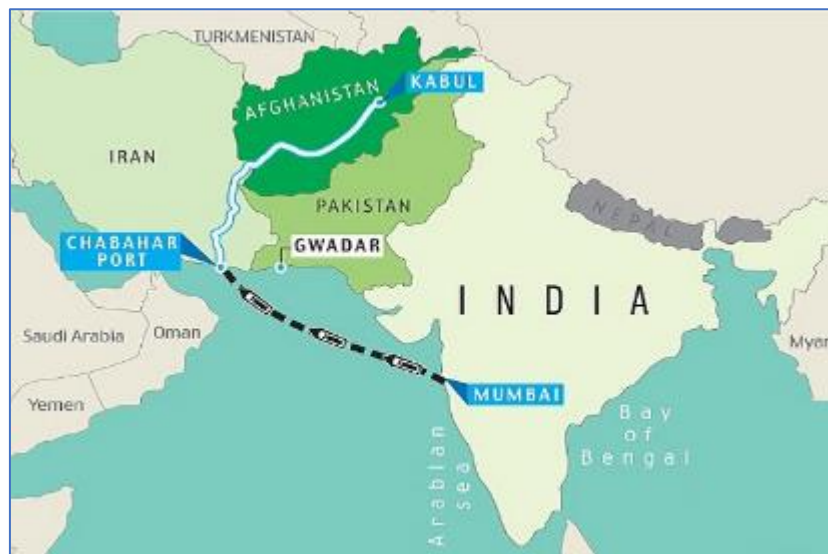 TURKMENISTAN
AFGHANISTAN
KABUL
IRAN
PAKISTAN
NEPAL
CHABAHAR
PORT
GWADAR
INDIA
Saudi Arabia
Oman
Myan
Yemen
MUMBAI
Arabian
sea
Bay
of
Bengal